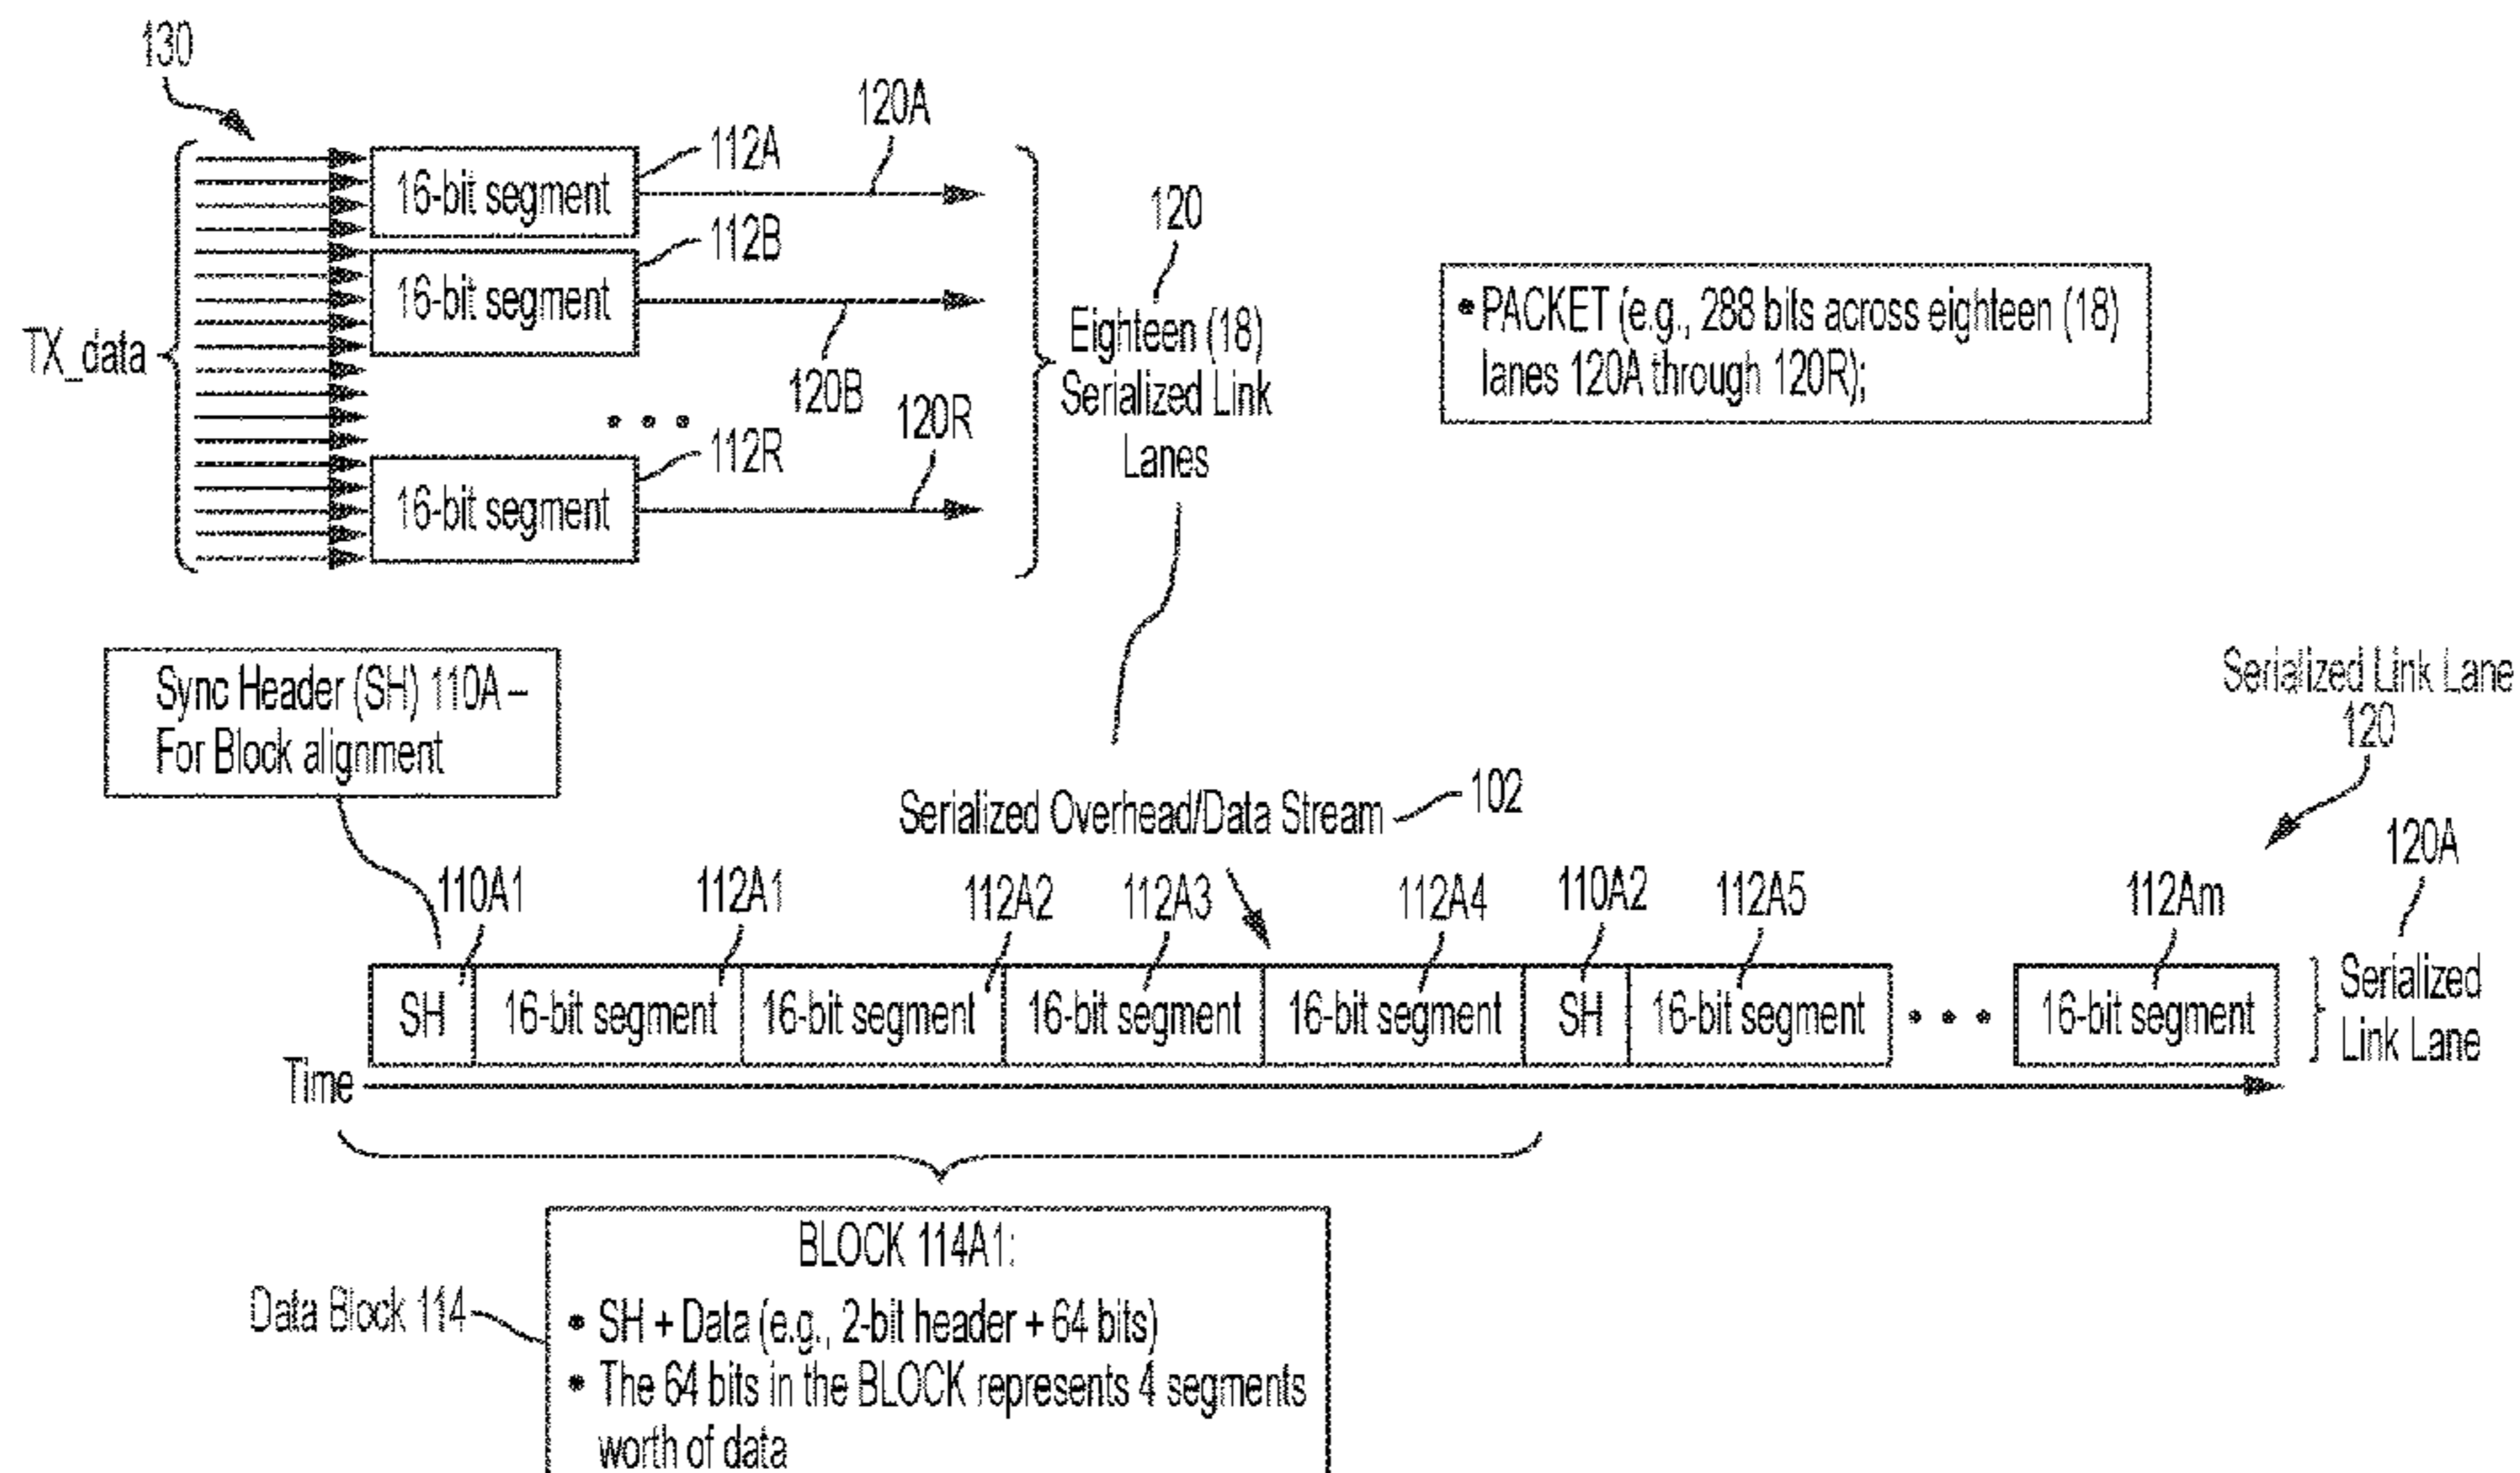 130
120A
112A
16-bit segment
112B
16-bit segment
TX_data
120B
120R
112R
16-bit segment
120
Eighteen (18)
Serialized Link
Lanes
• PACKET (e.g., 288 bits across eighteen (18)
lanes 120A through 120R);
Sync Header (SH) 110A –
For Block alignment
Serialized Link Lane
120
Serialized Overhead/Data Stream
102
120A
110A1
112A1
112A2
112A3
112A4
110A2
112A5
112Am
SH
16-bit segment
16-bit segment
16-bit segment
16-bit segment
SH
16-bit segment
• • •
16-bit segment
Serialized
Link Lane
Time
BLOCK 114A1:
Data Block 114
• SH + Data (e.g., 2-bit header + 64 bits)
• The 64 bits in the BLOCK represents 4 segments
worth of data